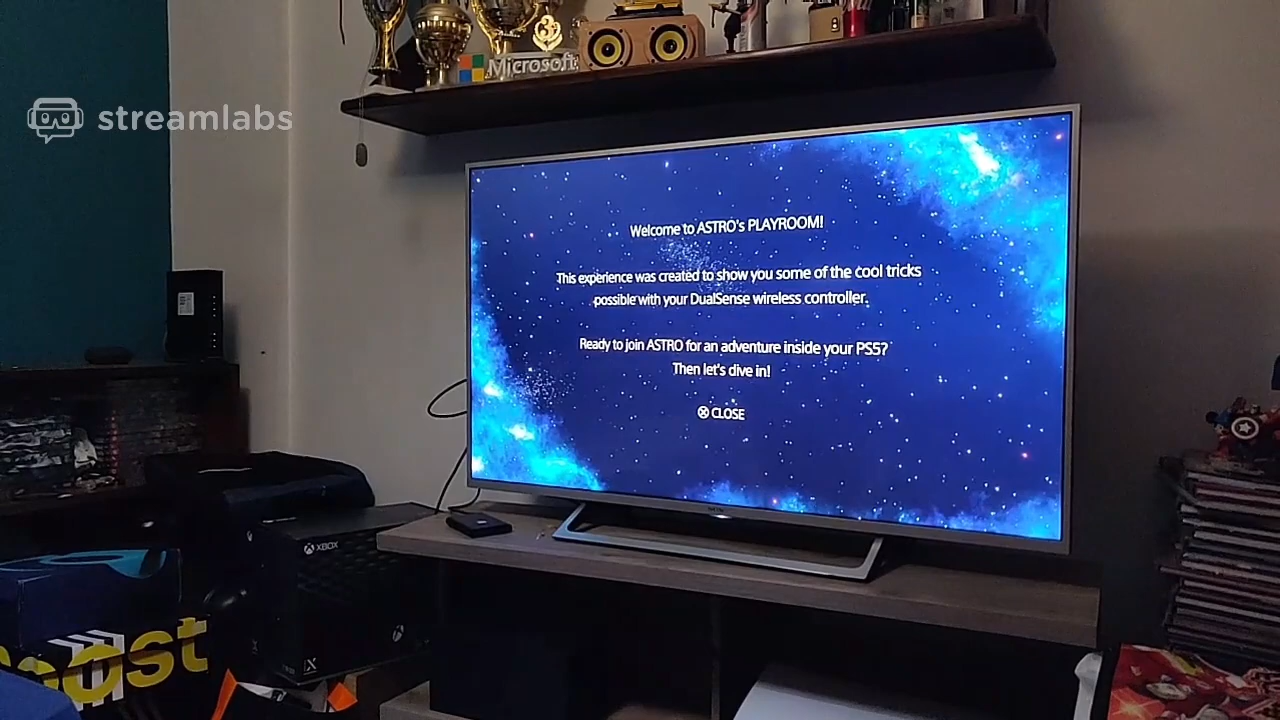 Microsoft
streamlabs
Welcome to ASTRO's PLAYROOM!
This experience was created to show you some of the cool tricks
possible with your DualSense wireless controller.
Ready to join ASTRO for an adventure inside your PS5?
Then let's dive in!
CLOSE
XBOX
oost